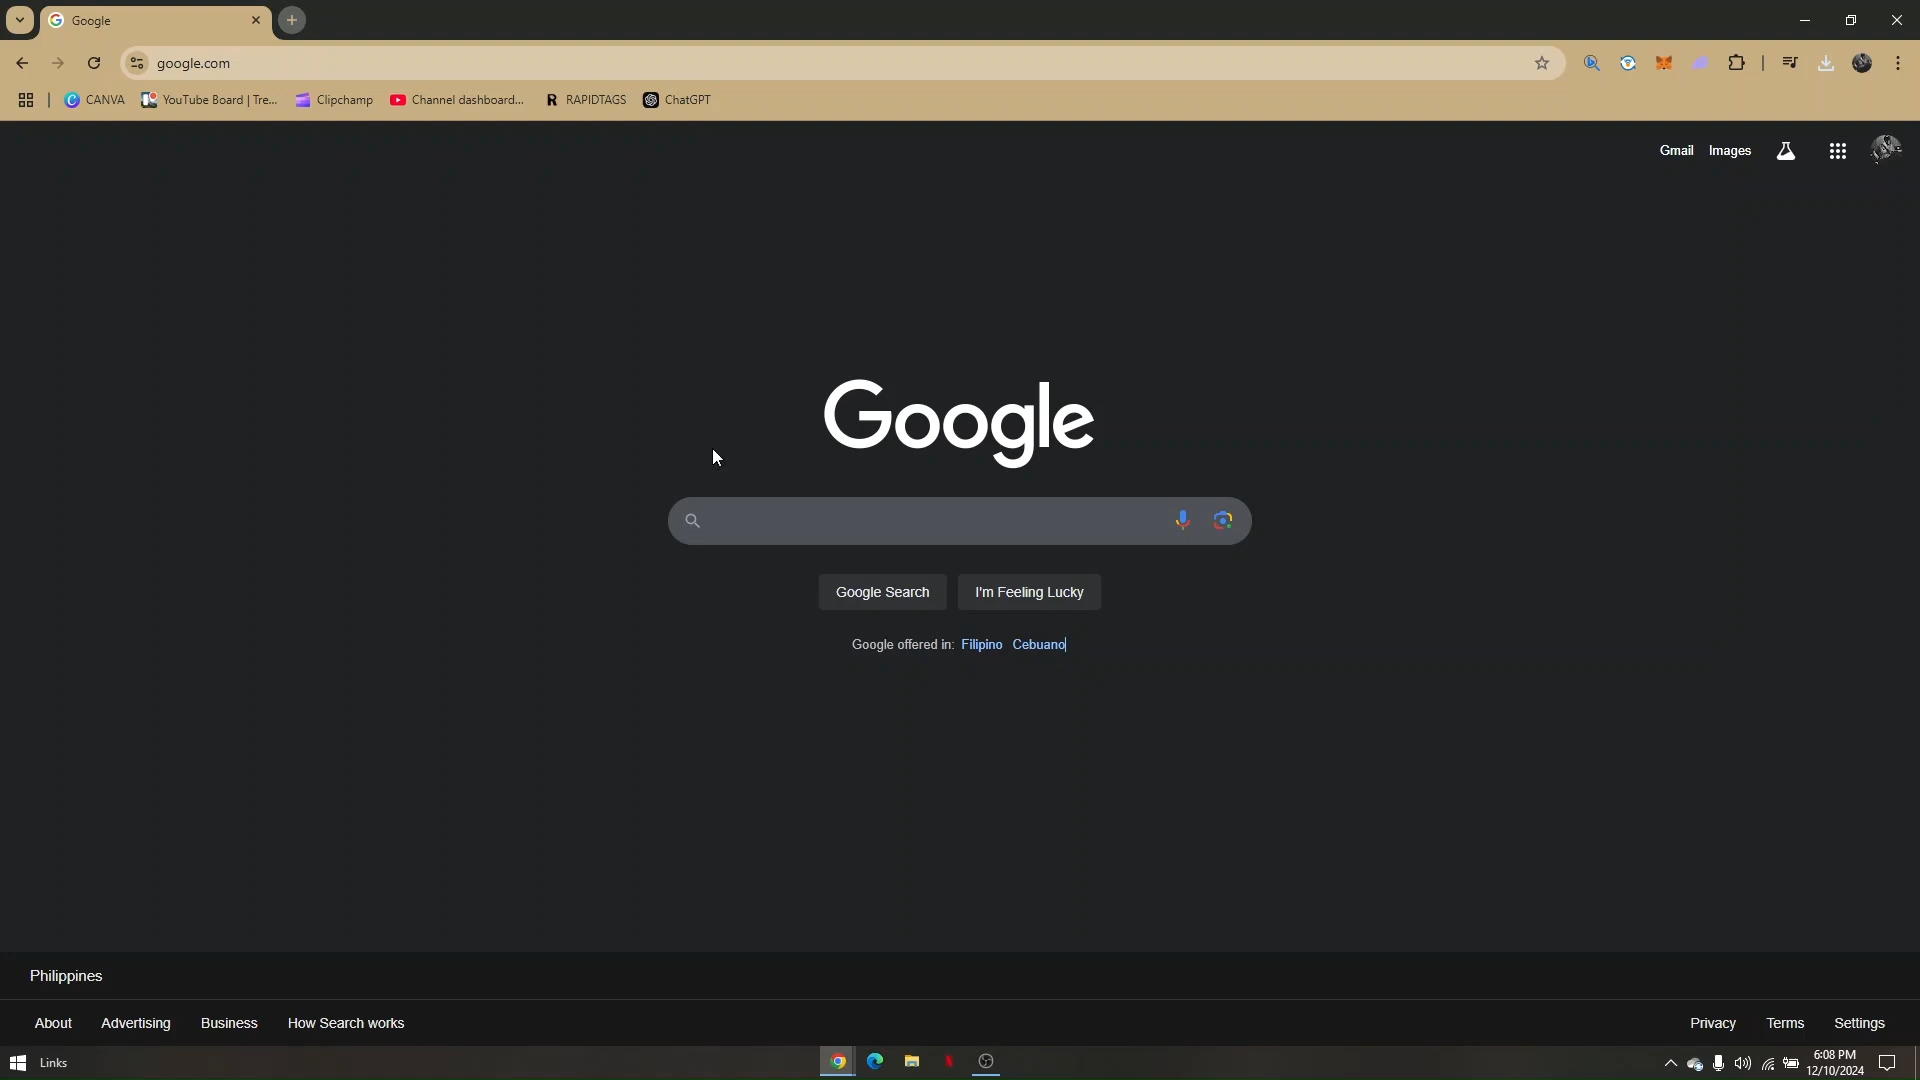 Google
google.com
CANVA YouTube Board | Tre... Clipchamp Channel dashboard... RAPIDTAGS ChatGPT
Gmail Images
Google
Google Search I'm Feeling Lucky
Google offered in: Filipino Cebuano
Philippines
About Advertising Business How Search works Privacy Terms Settings
Links
6:08 PM
12/10/2024